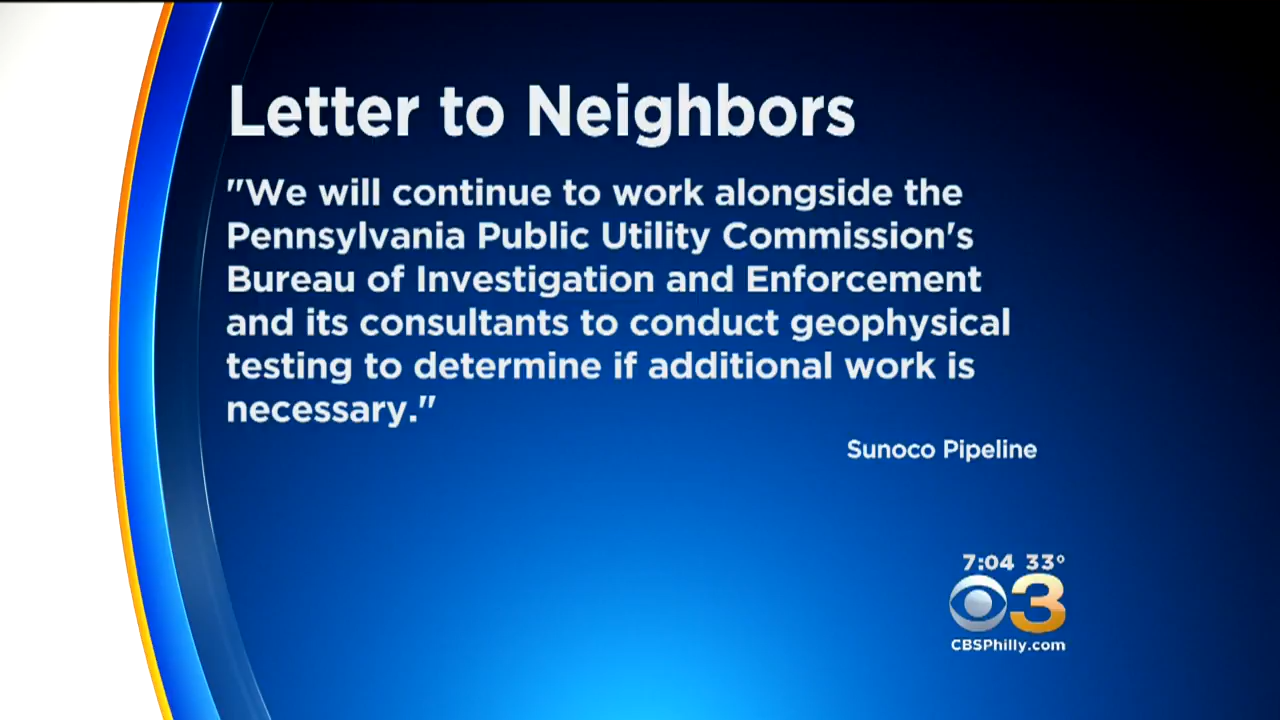 Letter to Neighbors
"We will continue to work alongside the
Pennsylvania Public Utility Commission's
Bureau of Investigation and Enforcement
and its consultants to conduct geophysical
testing to determine if additional work is
necessary."
Sunoco Pipeline
7:04 33°
3
CBSPhilly.com